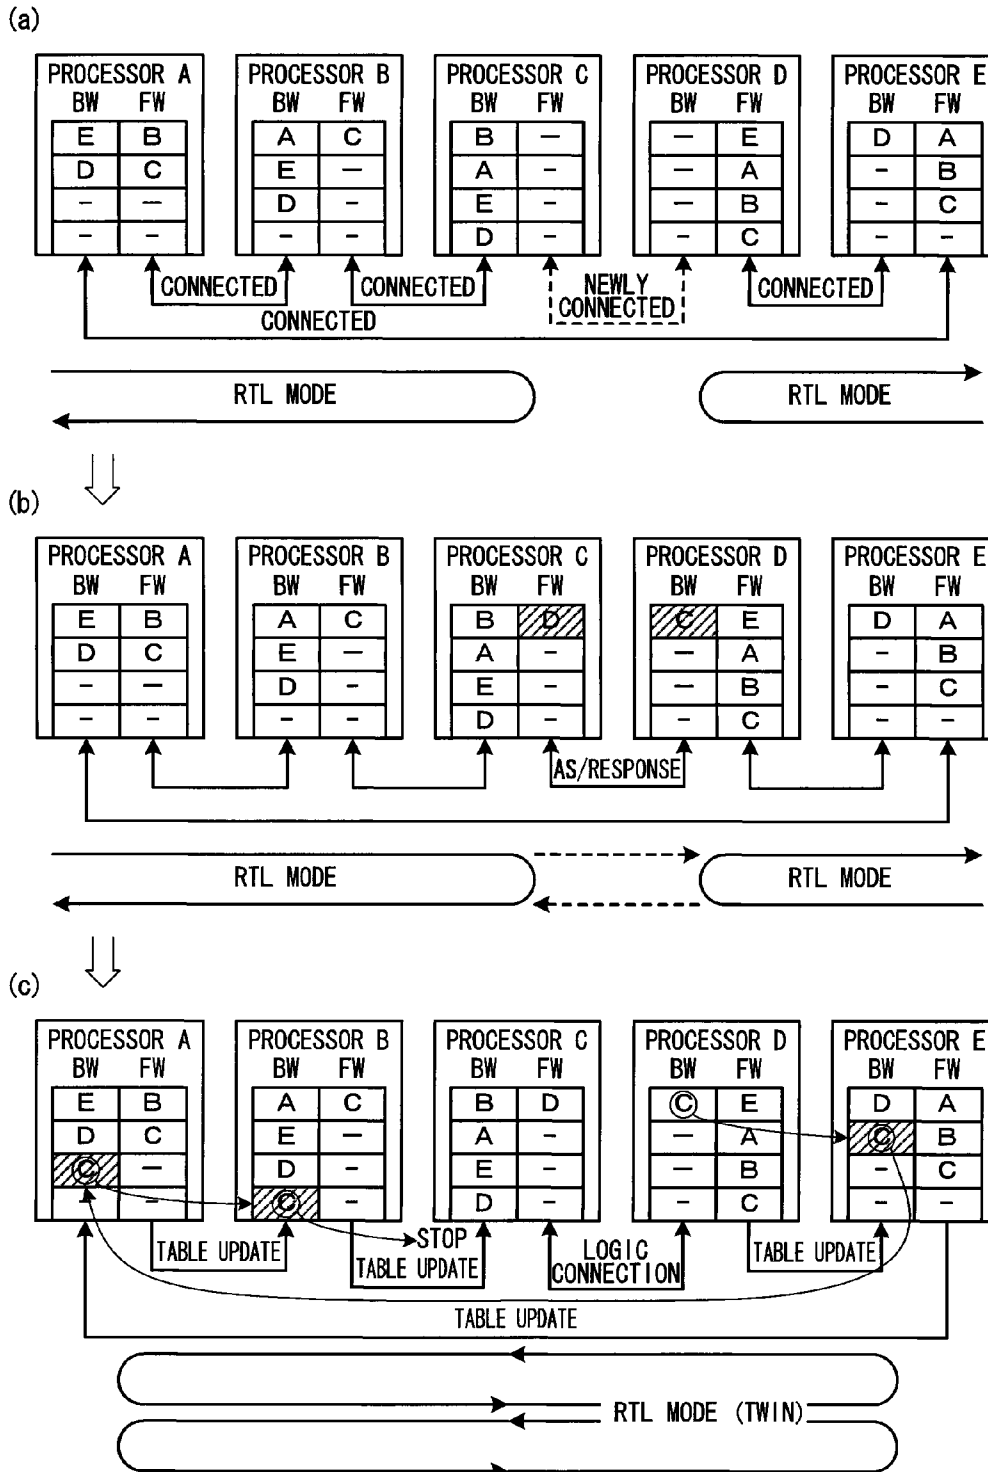 (a)
PROCESSOR A PROCESSOR B PROCESSOR C PROCESSOR D PROCESSOR E
BW FW BW FW BW FW BW FW BW FW
E B A C B — — E D A
D C E — A - — A - B
- — D - E - — B - C
- — - - D - — C - -
CONNECTED CONNECTED NEWLY CONNECTED CONNECTED
CONNECTED
RTL MODE RTL MODE
(b)
PROCESSOR A PROCESSOR B PROCESSOR C PROCESSOR D PROCESSOR E
BW FW BW FW BW FW BW FW BW FW
E B A C B D C E D A
D C E — A - — A - B
- — D - E - — B - C
- — - - D - - C - -
AS/RESPONSE
RTL MODE RTL MODE
(c)
PROCESSOR A PROCESSOR B PROCESSOR C PROCESSOR D PROCESSOR E
BW FW BW FW BW FW BW FW BW FW
E B A C B D C E D A
D C E — A - — A C B
C — D - E - — B - C
- - C - D - — C - -
STOP
TABLE UPDATE TABLE UPDATE LOGIC CONNECTION TABLE UPDATE
TABLE UPDATE
RTL MODE (TWIN)